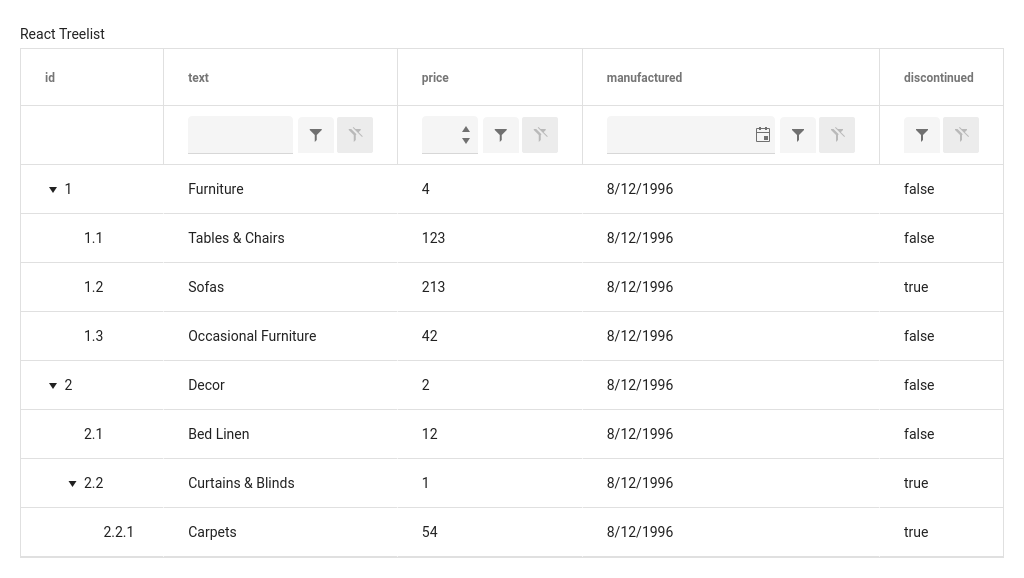 React Treelist
id text price manufactured discontinued
1 Furniture 4 8/12/1996 false
1.1 Tables & Chairs 123 8/12/1996 false
1.2 Sofas 213 8/12/1996 true
1.3 Occasional Furniture 42 8/12/1996 false
2 Decor 2 8/12/1996 false
2.1 Bed Linen 12 8/12/1996 false
2.2 Curtains & Blinds 1 8/12/1996 true
2.2.1 Carpets 54 8/12/1996 true